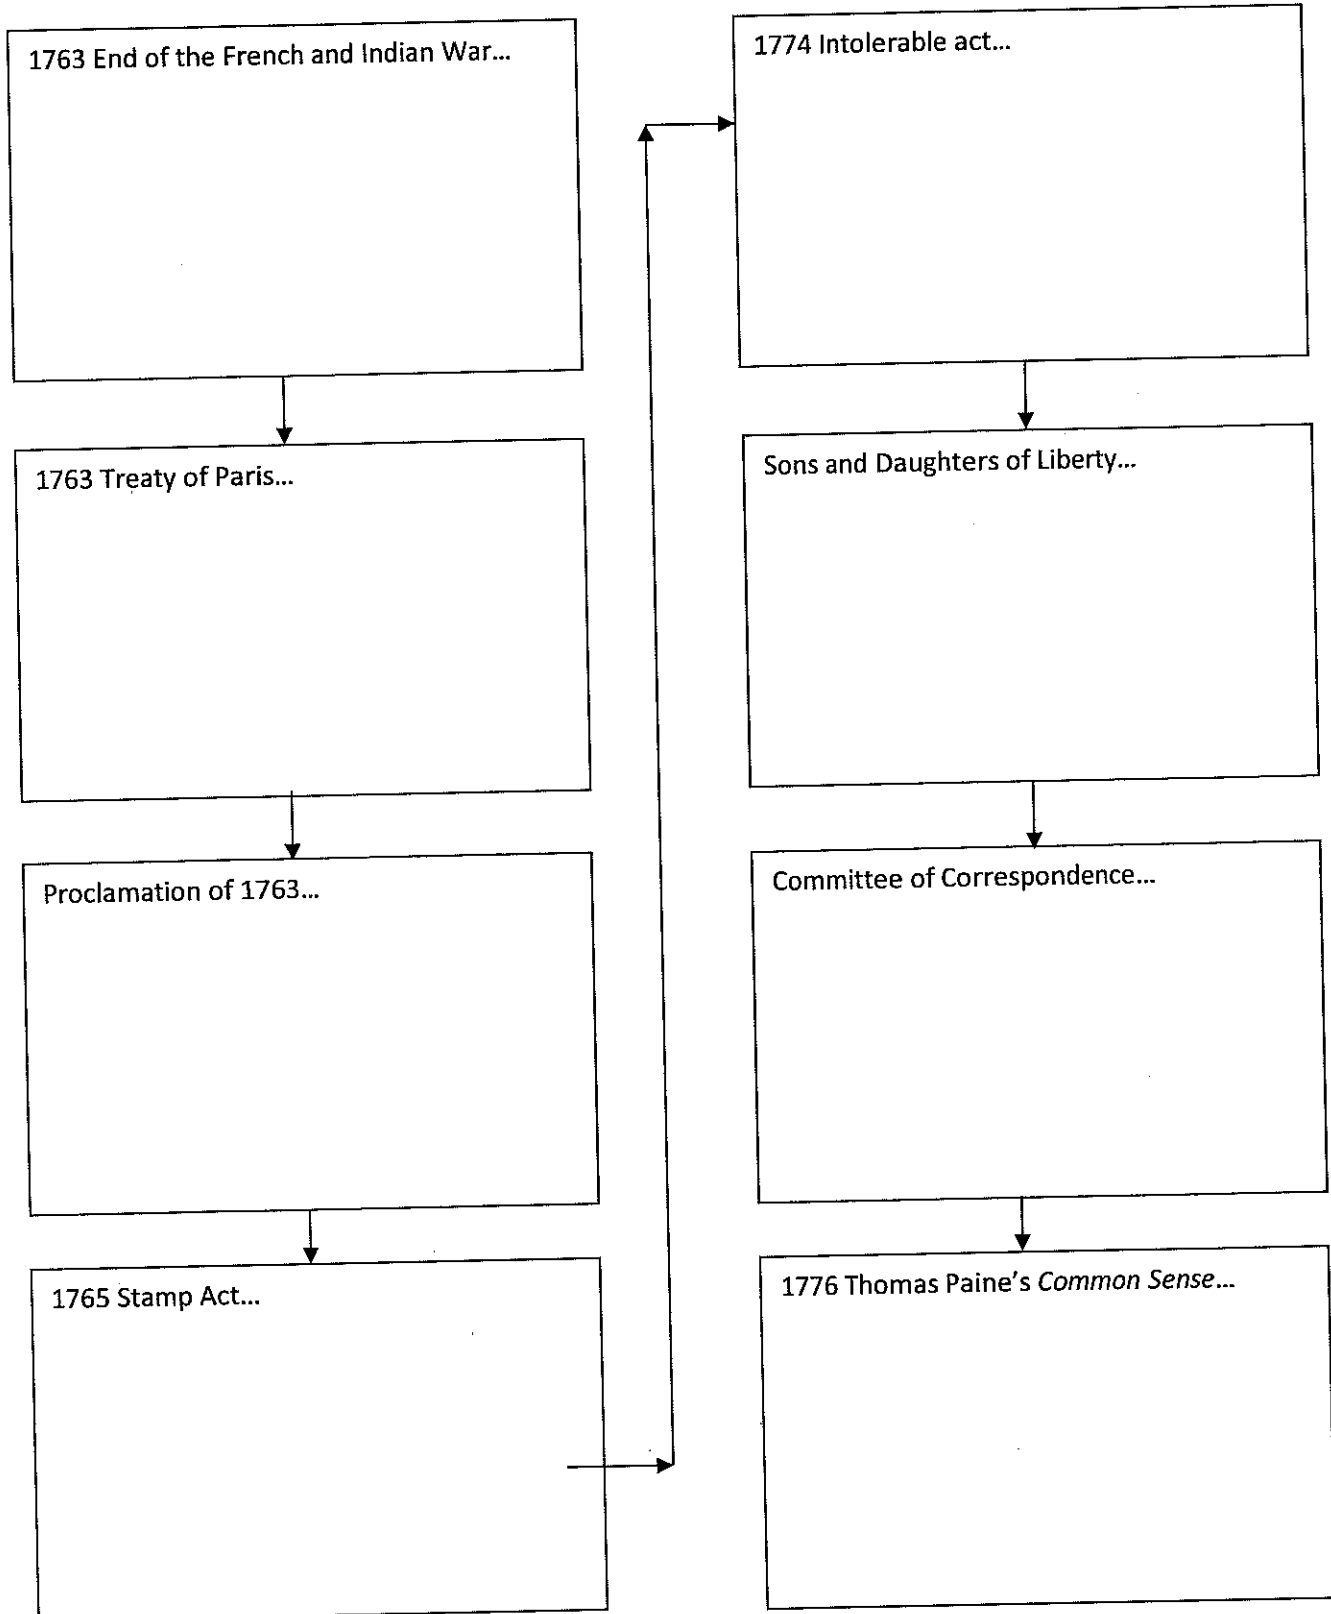 1763 End of the French and Indian War...
1763 Treaty of Paris...
Proclamation of 1763...
1765 Stamp Act...
1774 Intolerable act...
Sons and Daughters of Liberty...
Committee of Correspondence...
1776 Thomas Paine's Common Sense...